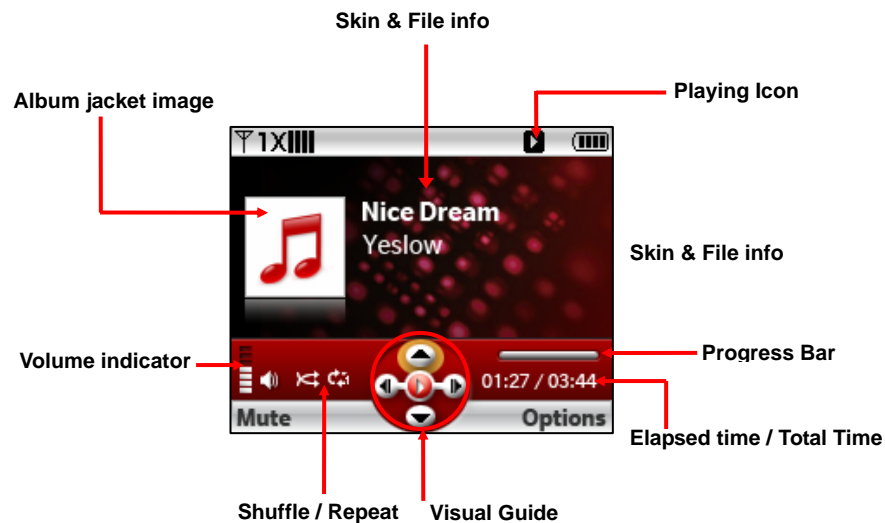 Skin & File info
Playing Icon
Album jacket image
1X
Nice Dream
Yeslow
Skin & File info
Volume indicator
Progress Bar
01:27 / 03:44
Mute
Options
Elapsed time / Total Time
Shuffle / Repeat
Visual Guide